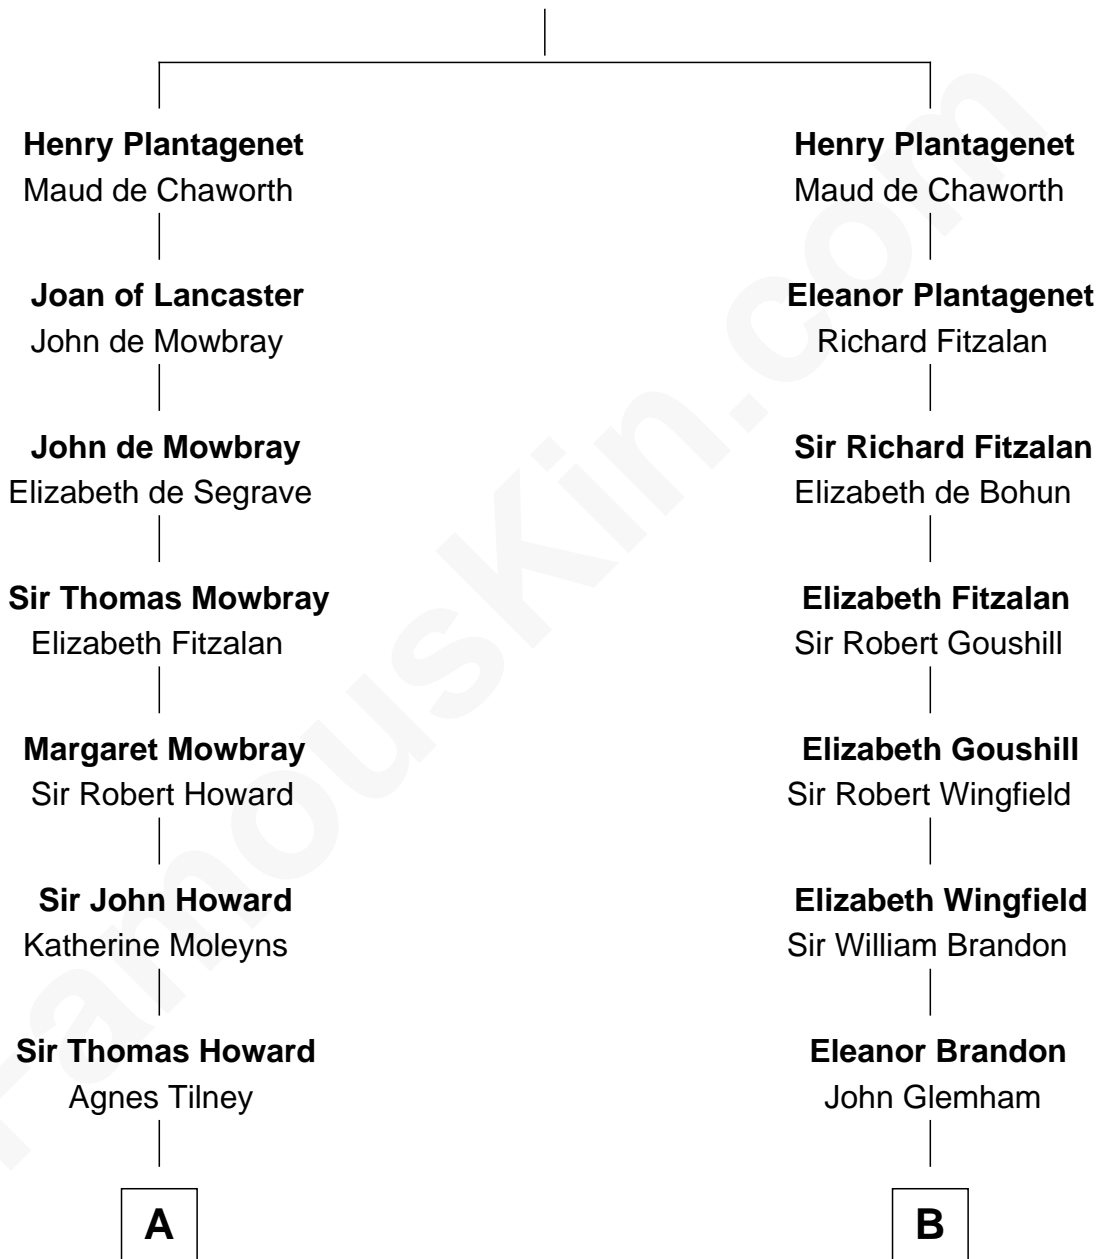 Henry Plantagenet
Maud de Chaworth
Joan of Lancaster
John de Mowbray
John de Mowbray
Elizabeth de Segrave
Sir Thomas Mowbray
Elizabeth Fitzalan
Margaret Mowbray
Sir Robert Howard
Sir John Howard
Katherine Moleyns
Sir Thomas Howard
Agnes Tilney
A
Henry Plantagenet
Maud de Chaworth
Eleanor Plantagenet
Richard Fitzalan
Sir Richard Fitzalan
Elizabeth de Bohun
Elizabeth Fitzalan
Sir Robert Goushill
Elizabeth Goushill
Sir Robert Wingfield
Elizabeth Wingfield
Sir William Brandon
Eleanor Brandon
John Glemham
B
FamousKin.com